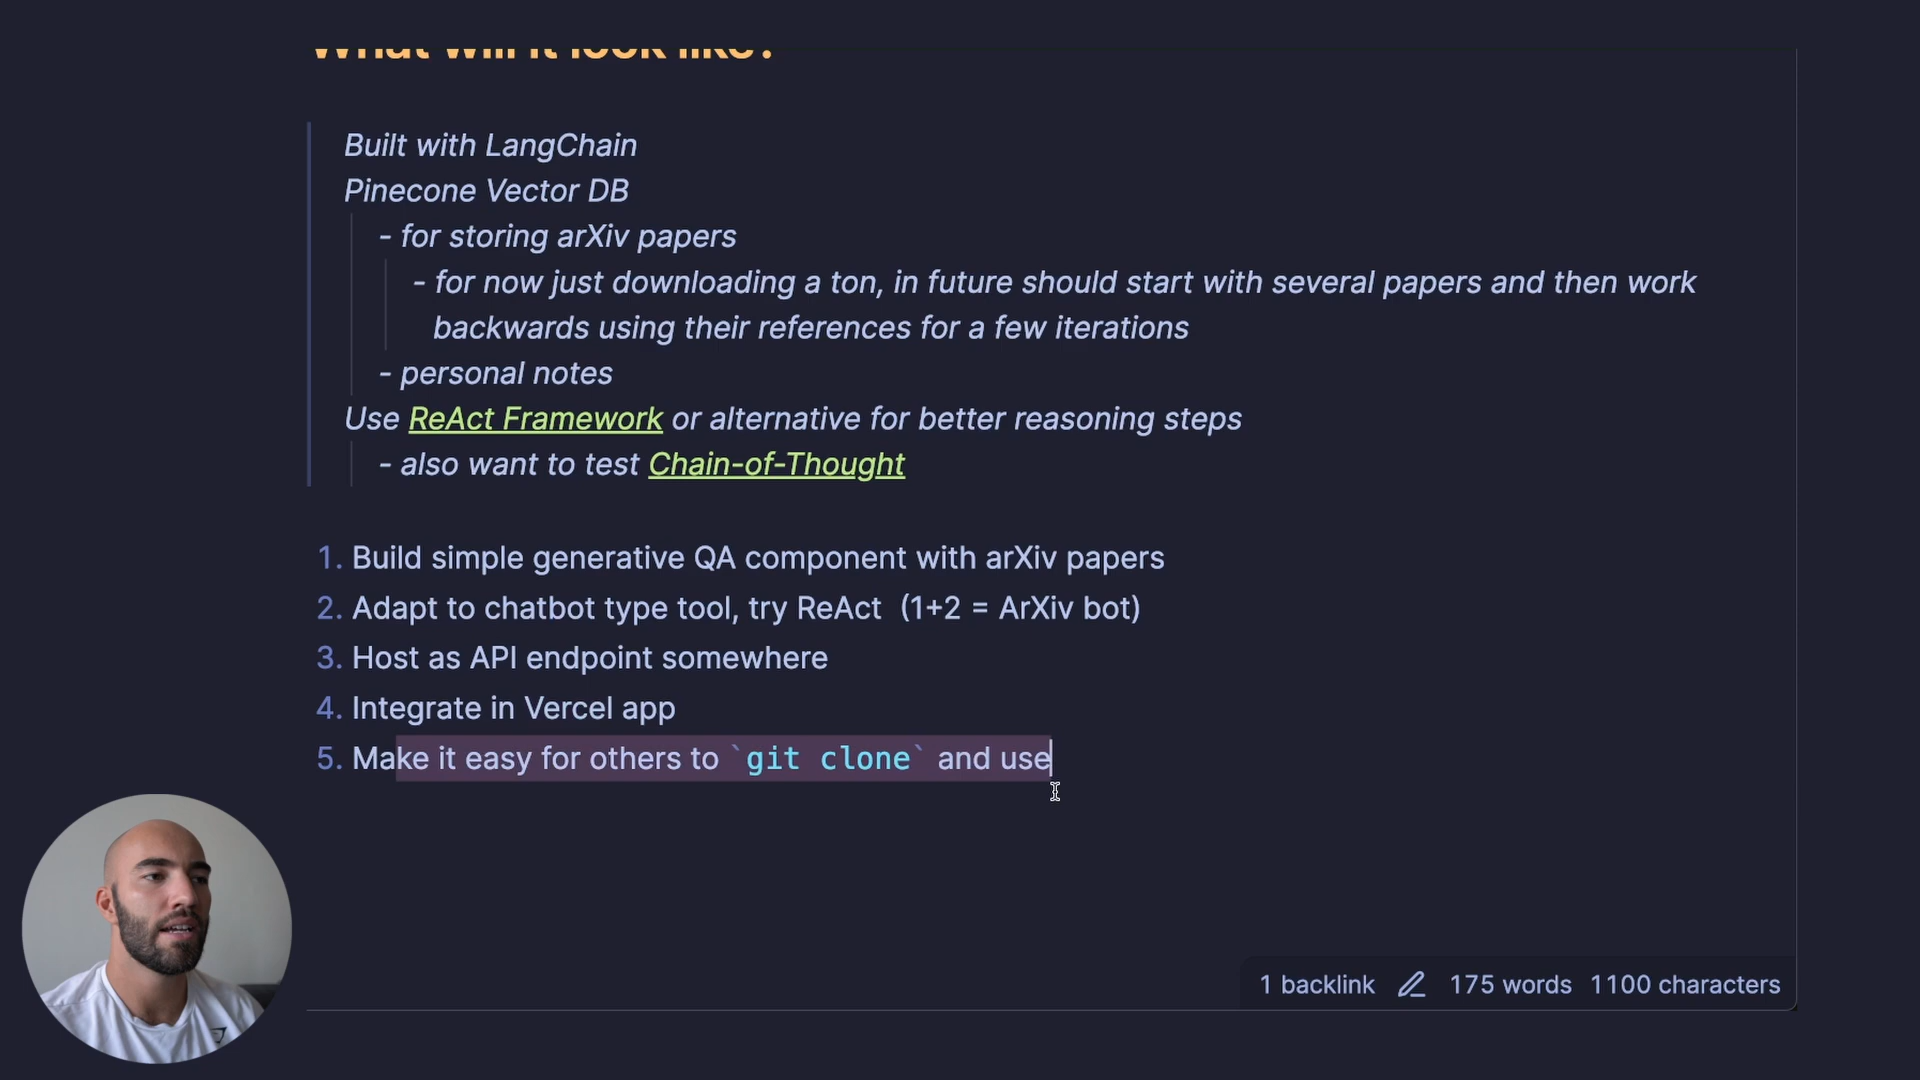 What will it look like?
Built with LangChain
Pinecone Vector DB
- for storing arXiv papers
- for now just downloading a ton, in future should start with several papers and then work
backwards using their references for a few iterations
- personal notes
Use ReAct Framework or alternative for better reasoning steps
- also want to test Chain-of-Thought
1. Build simple generative QA component with arXiv papers
2. Adapt to chatbot type tool, try ReAct (1+2 = ArXiv bot)
3. Host as API endpoint somewhere
4. Integrate in Vercel app
5. Make it easy for others to `git clone` and use
1 backlink 175 words 1100 characters